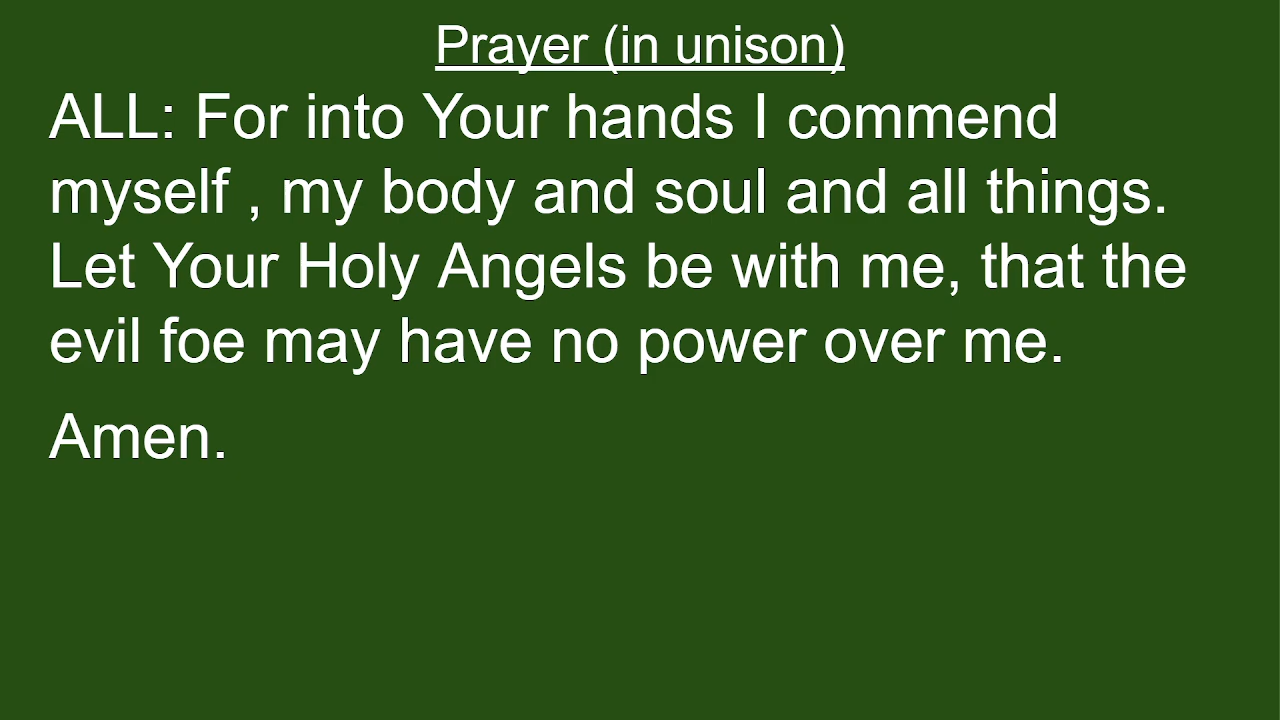 Prayer (in unison)
ALL: For into Your hands I commend
myself , my body and soul and all things.
Let Your Holy Angels be with me, that the
evil foe may have no power over me.
Amen.